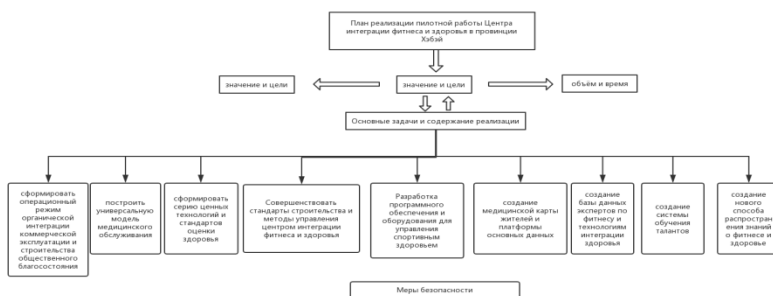 План реализации пилотной работы Центра
интеграции фитнеса и здоровья в провинции
Хэбэй
значение и цели
значение и цели
объём и время
Основные задачи и содержание реализации
сформировать
операционный
режим
органической
интеграции
коммерческой
эксплуатации и
строительства
общественного
благосостояния
построить
универсальную
модель
медицинского
обслуживания
сформировать
серию ценных
технологий и
стандартов
оценки
здоровья
Совершенствовать
стандарты строительства и
методы управления
центром интеграции
фитнеса и здоровья
Разработка
программного
обеспечения и
оборудования для
управления
спортивным
здоровьем
создание
медицинской карты
жителей и
платформы
основных данных
создание
базы данных
экспертов по
фитнесу и
технологиям
интеграции
здоровья
создание
системы
обучения
талантов
создание
нового
способа
распростран
ения знаний
о фитнесе и
здоровье
Меры безопасности